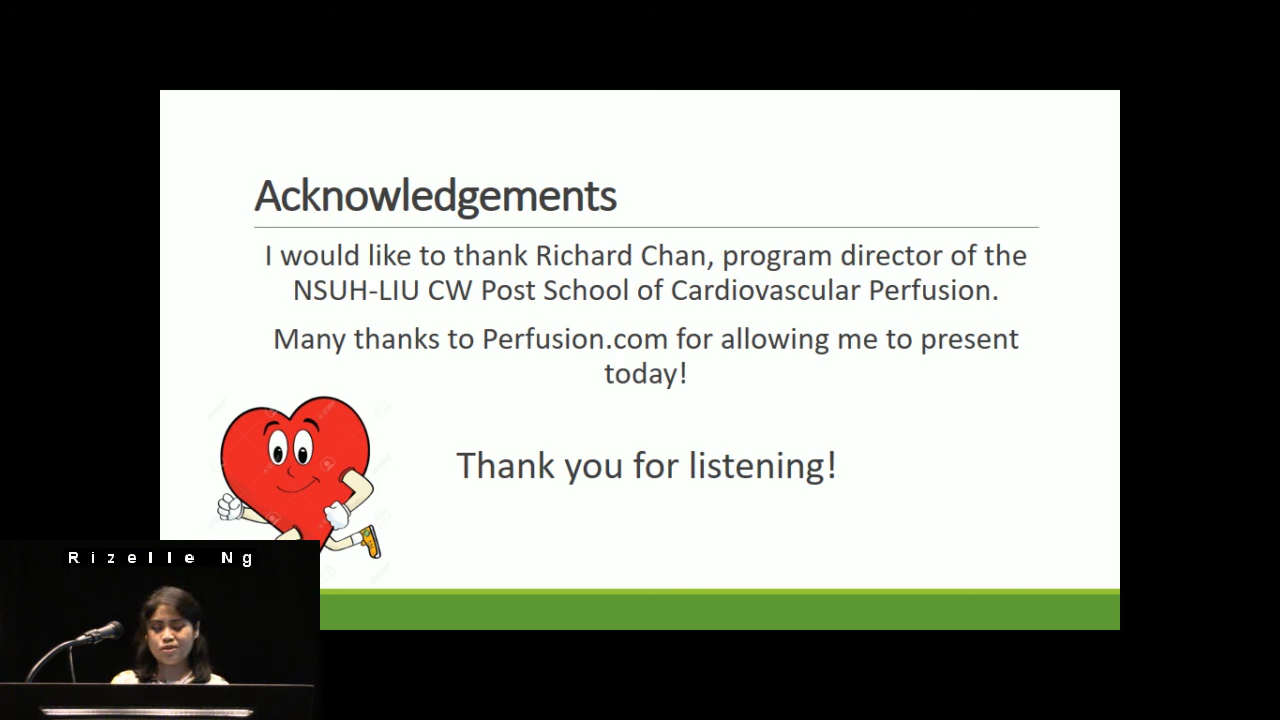 Acknowledgements
I would like to thank Richard Chan, program director of the
NSUH-LIU CW Post School of Cardiovascular Perfusion.
Many thanks to Perfusion.com for allowing me to present
today!
Thank you for listening!
Rizelle Ng